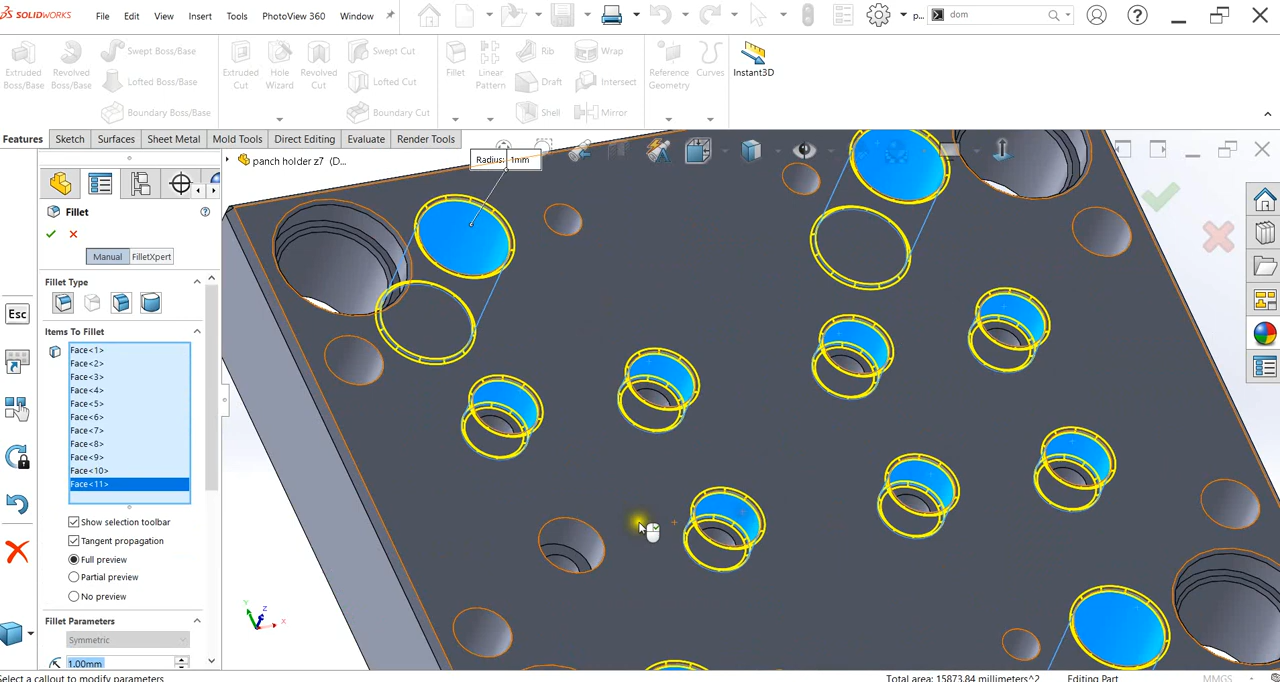 SOLIDWORKS File Edit View Insert Tools PhotoView 360 Window p... dom
Extruded Boss/Base
Revolved Boss/Base
Swept Boss/Base
Lofted Boss/Base
Boundary Boss/Base
Extruded Cut
Hole Wizard
Revolved Cut
Swept Cut
Lofted Cut
Boundary Cut
Fillet
Linear Pattern
Rib
Draft
Shell
Wrap
Intersect
Mirror
Reference Geometry
Curves
Instant3D
Features Sketch Surfaces Sheet Metal Mold Tools Direct Editing Evaluate Render Tools
panch holder z7 (D...
Radius: 1mm
Fillet
Manual FilletXpert
Fillet Type
Items To Fillet
Face<1>
Face<2>
Face<3>
Face<4>
Face<5>
Face<6>
Face<7>
Face<8>
Face<9>
Face<10>
Face<11>
Show selection toolbar
Tangent propagation
Full preview
Partial preview
No preview
Fillet Parameters
Symmetric
1.00mm
Esc
Y Z X
Select a callout to modify parameters
Total area: 15873.84 millimeters^2 Editing Part MMGS